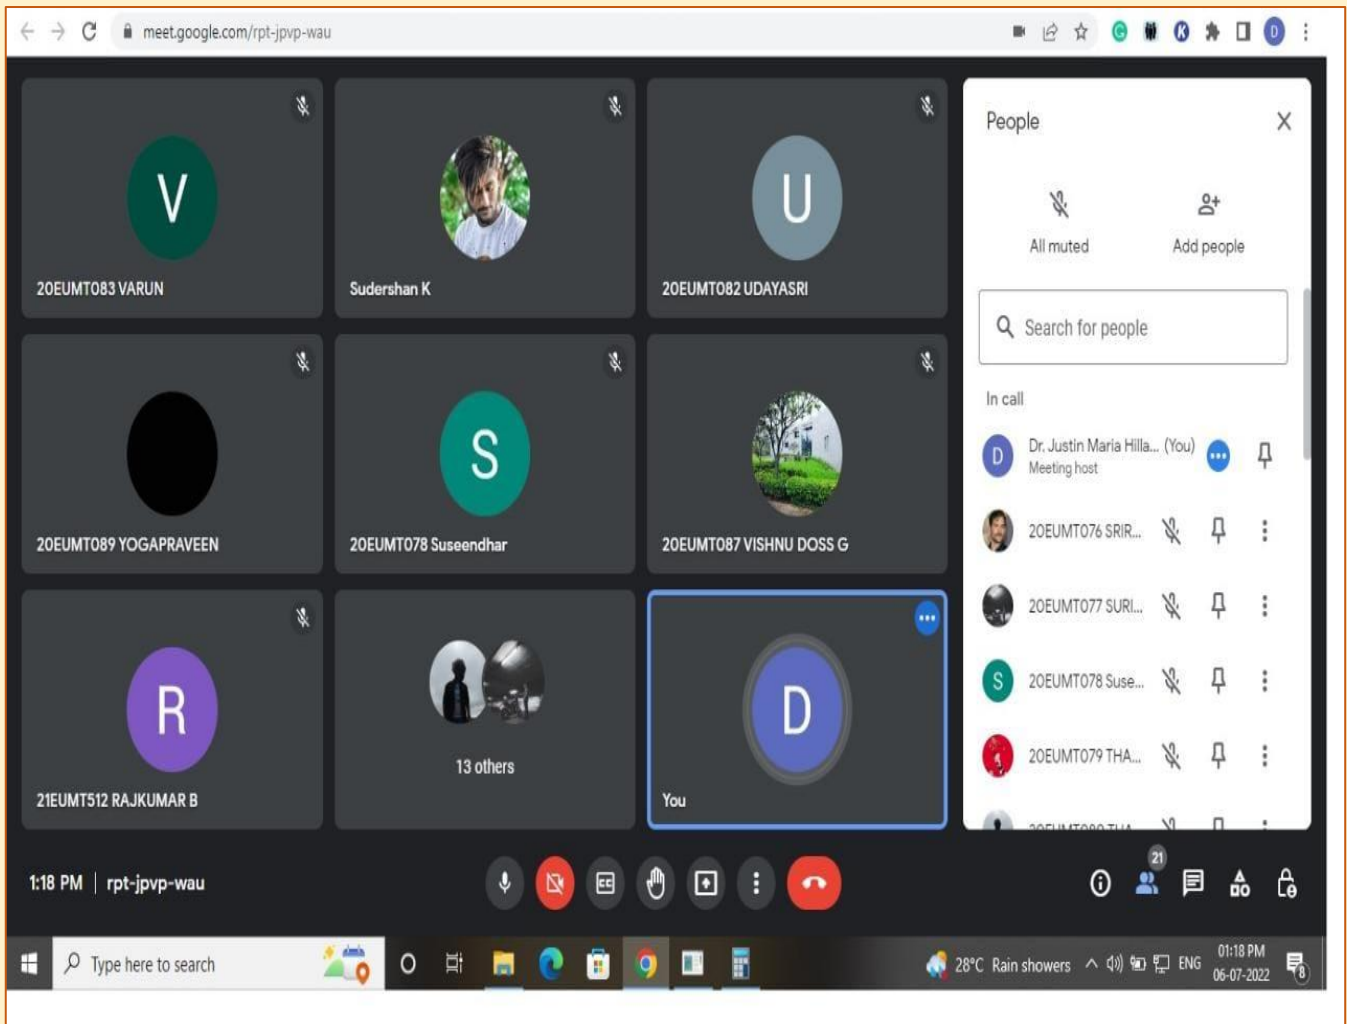 meet.google.com/rpt-jpvp-wau
D
V
20EUMT083 VARUN
Sudershan K
U
20EUMT082 UDAYASRI
20EUMT089 YOGAPRAVEEN
S
20EUMT078 Suseendhar
20EUMT087 VISHNU DOSS G
R
21EUMT512 RAJKUMAR B
13 others
D
You
People
All muted
Add people
Search for people
In call
D
Dr. Justin Maria Hilla... (You)
Meeting host
20EUMT076 SRIR...
20EUMT077 SURI...
S
20EUMT078 Suse...
20EUMT079 THA...
1:18 PM | rpt-jpvp-wau
CC
21
Type here to search
28°C Rain showers
ENG
01:18 PM
06-07-2022
8